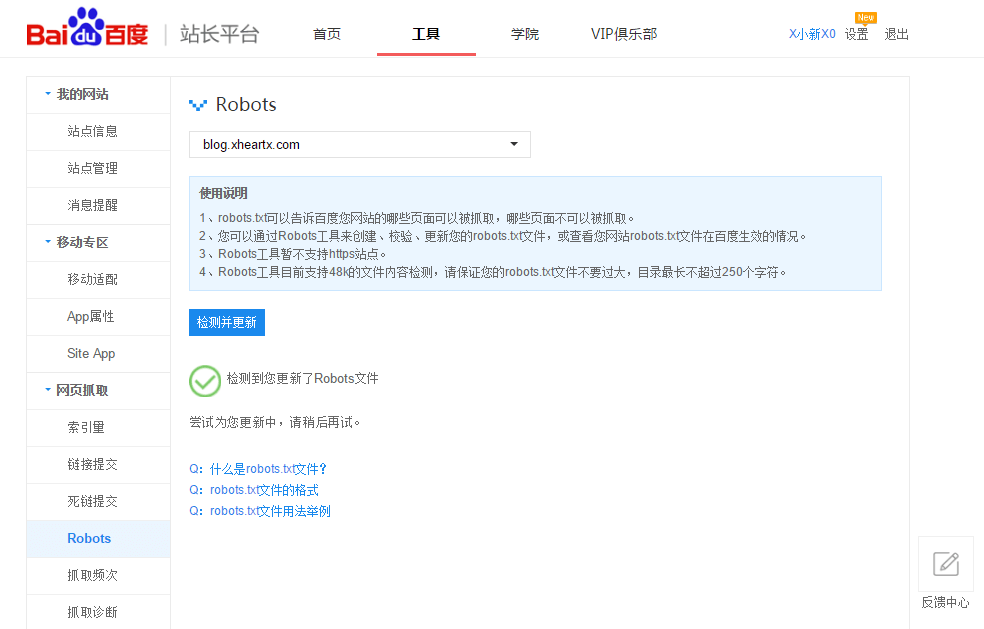 Bai du 百度 站长平台 首页 工具 学院 VIP俱乐部 X小新X0 设置 New 退出
我的网站
站点信息
站点管理
消息提醒
移动专区
移动适配
App属性
Site App
网页抓取
索引量
链接提交
死链提交
Robots
抓取频次
抓取诊断
Robots
blog.xheartx.com
使用说明
1、robots.txt可以告诉百度您网站的哪些页面可以被抓取，哪些页面不可以被抓取。
2、您可以通过Robots工具来创建、校验、更新您的robots.txt文件，或查看您网站robots.txt文件在百度生效的情况。
3、Robots工具暂不支持https站点。
4、Robots工具目前支持48k的文件内容检测，请保证您的robots.txt文件不要过大，目录最长不超过250个字符。
检测并更新
检测到您更新了Robots文件
尝试为您更新中，请稍后再试。
Q：什么是robots.txt文件？
Q：robots.txt文件的格式
Q：robots.txt文件用法举例
反馈中心